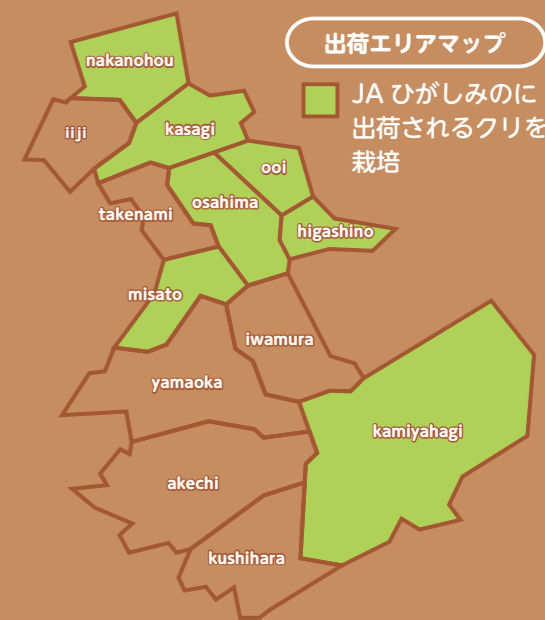 出荷エリアマップ
JA ひがしみのに
出荷されるクリを
栽培
nakanohou
iiji
kasagi
ooi
takenami
osahima
higashino
misato
iwamura
yamaoka
kamiyahagi
akechi
kushihara